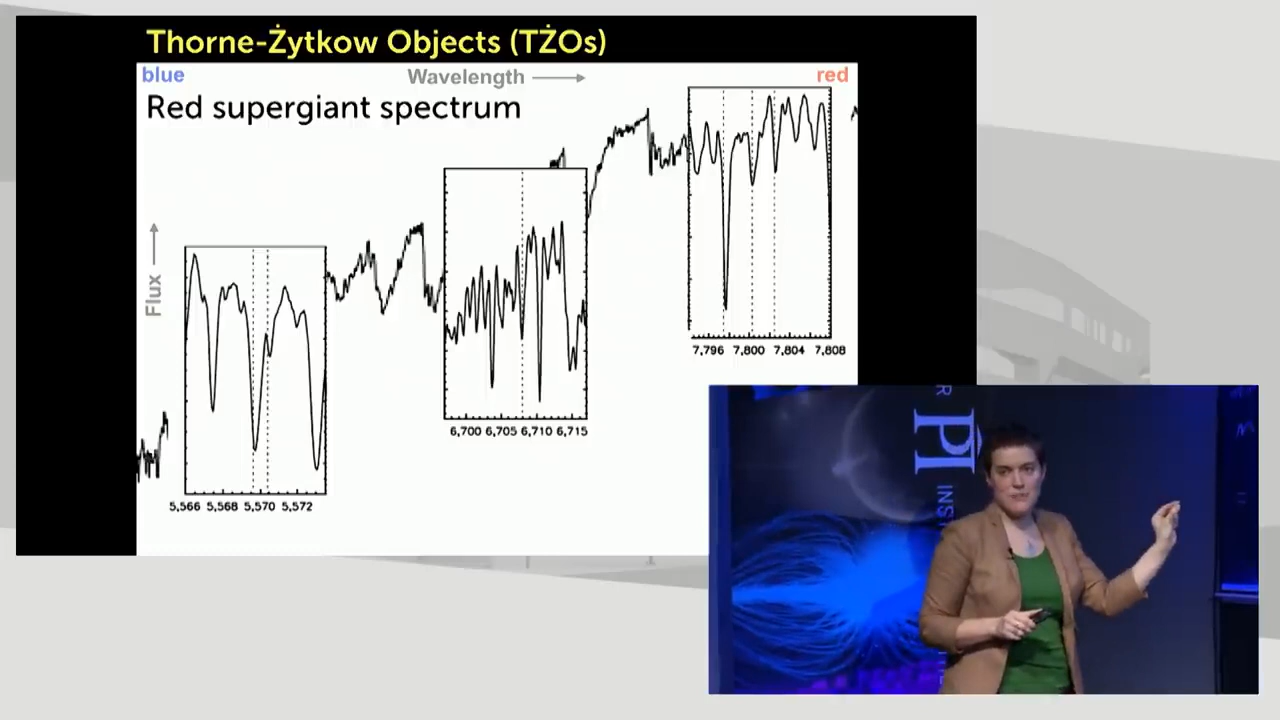 Thorne-Żytkow Objects (TŻOs)
blue
Wavelength
red
Red supergiant spectrum
Flux
5,566 5,568 5,570 5,572
6,700 6,705 6,710 6,715
7,796 7,800 7,804 7,808
R
PI
INS